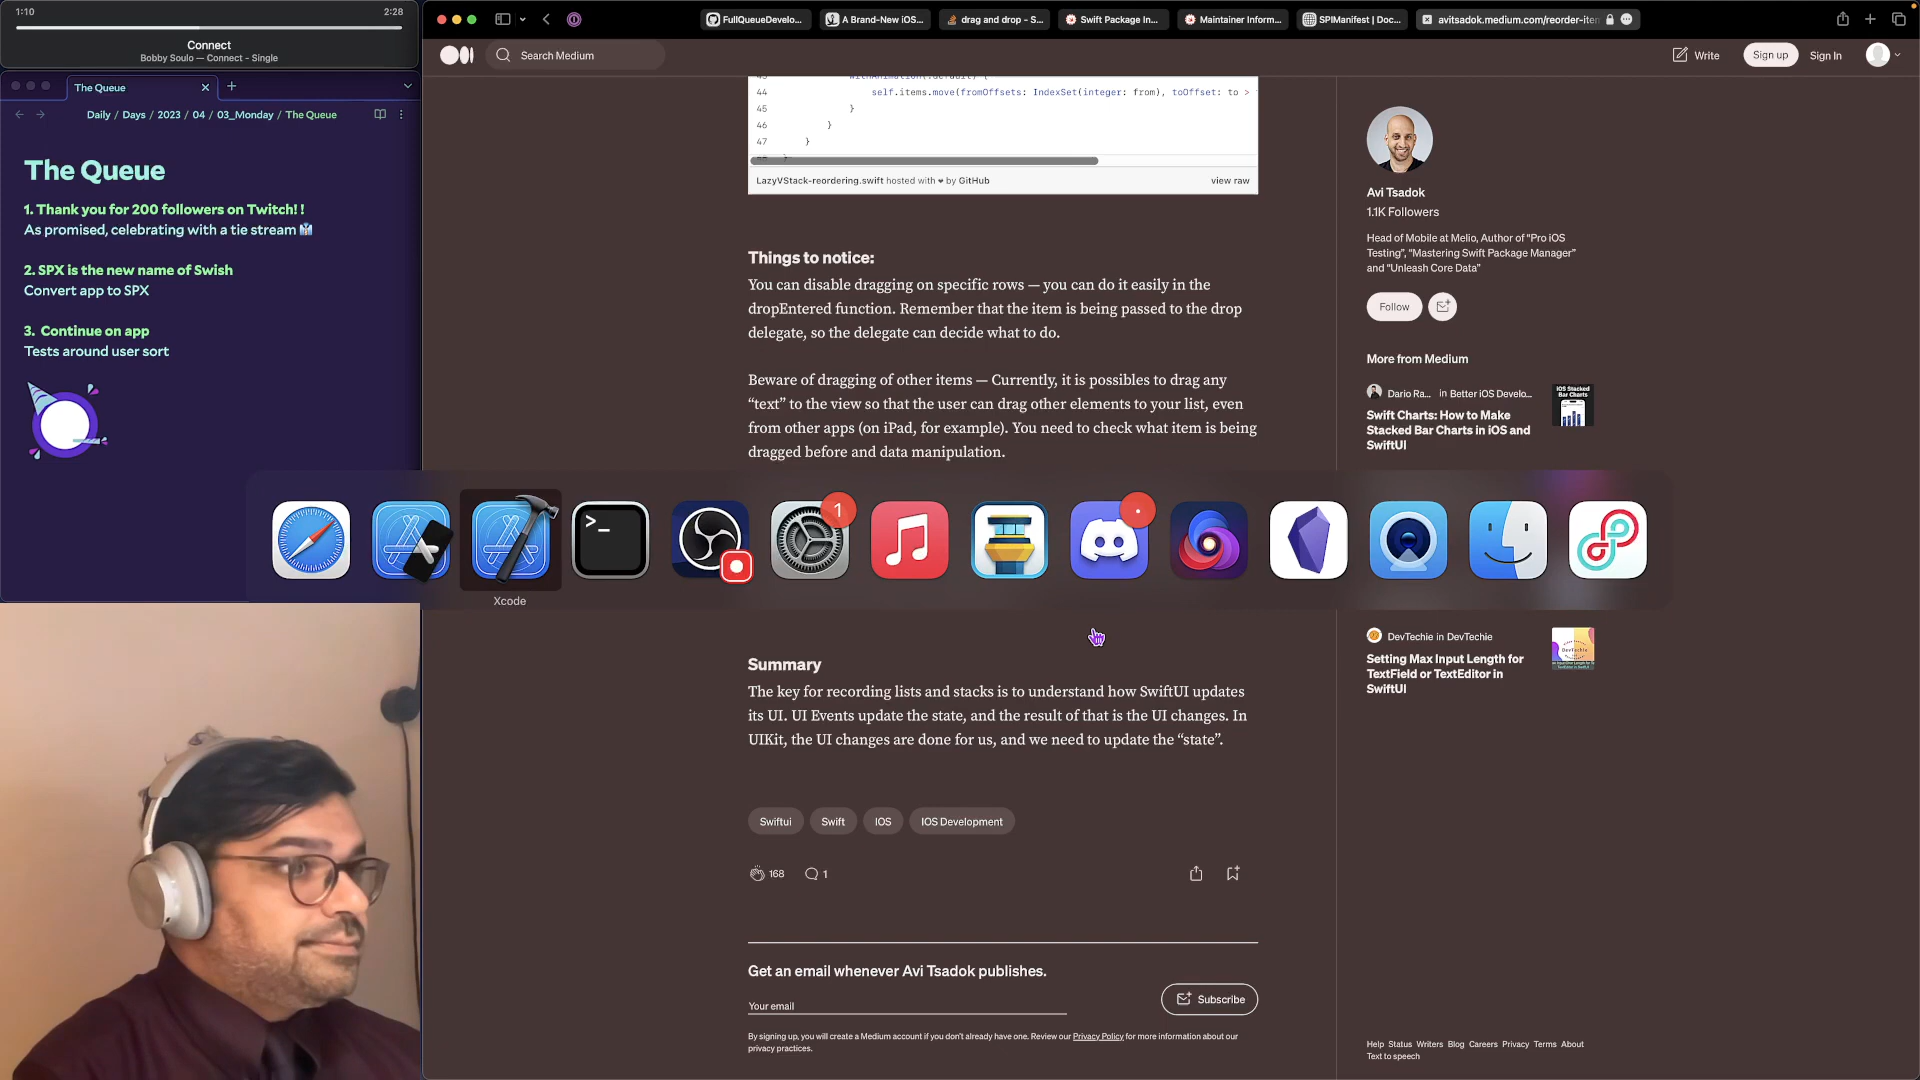 1:10
2:28
Connect
Bobby Soulo — Connect - Single
The Queue
Daily / Days / 2023 / 04 / 03_Monday / The Queue
The Queue
1. Thank you for 200 followers on Twitch! !
As promised, celebrating with a tie stream
2. SPX is the new name of Swish
Convert app to SPX
3. Continue on app
Tests around user sort
FullQueueDevelo...
A Brand-New iOS...
drag and drop - S...
Swift Package In...
Maintainer Inform...
SPIManifest | Doc...
avitsadok.medium.com/reorder-ite
Search Medium
Write
Sign up
Sign In
44 self.items.move(fromOffsets: IndexSet(integer: from), toOffset: to >
45 }
46 }
47 }
LazyVStack-reordering.swift hosted with ❤ by GitHub
view raw
Things to notice:
You can disable dragging on specific rows — you can do it easily in the
dropEntered function. Remember that the item is being passed to the drop
delegate, so the delegate can decide what to do.
Beware of dragging of other items — Currently, it is possibles to drag any
“text” to the view so that the user can drag other elements to your list, even
from other apps (on iPad, for example). You need to check what item is being
dragged before and data manipulation.
1
Xcode
Summary
The key for recording lists and stacks is to understand how SwiftUI updates
its UI. UI Events update the state, and the result of that is the UI changes. In
UIKit, the UI changes are done for us, and we need to update the “state”.
Swiftui
Swift
IOS
IOS Development
168
1
Get an email whenever Avi Tsadok publishes.
Your email
Subscribe
By signing up, you will create a Medium account if you don't already have one. Review our Privacy Policy for more information about our
privacy practices.
Avi Tsadok
1.1K Followers
Head of Mobile at Melio, Author of “Pro iOS
Testing”, “Mastering Swift Package Manager”
and “Unleash Core Data”
Follow
More from Medium
Dario Ra... in Better iOS Develo...
Swift Charts: How to Make
Stacked Bar Charts in iOS and
SwiftUI
iOS Stacked
Bar Charts
DevTechie in DevTechie
Setting Max Input Length for
TextField or TextEditor in
SwiftUI
Help Status Writers Blog Careers Privacy Terms About
Text to speech